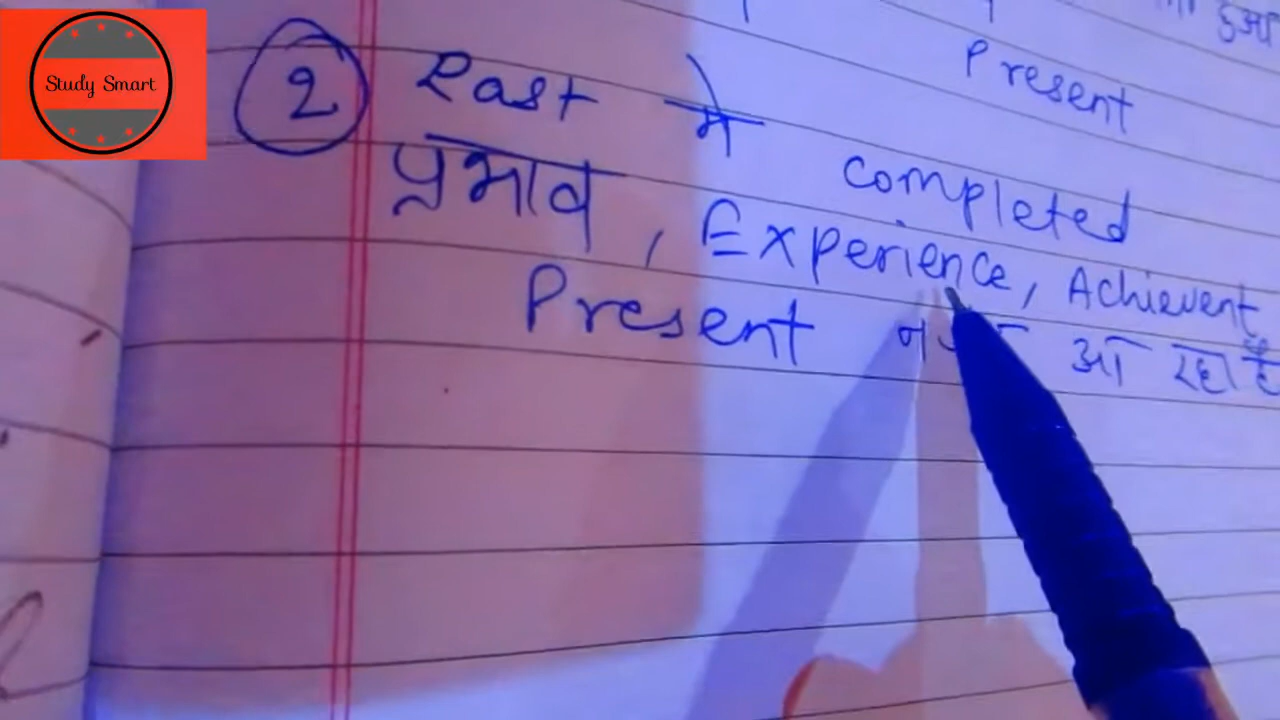 Study Smart
हुआ
Present
2 Past मे completed
प्रभाव, Experience, Achievent
Present आ रहा है